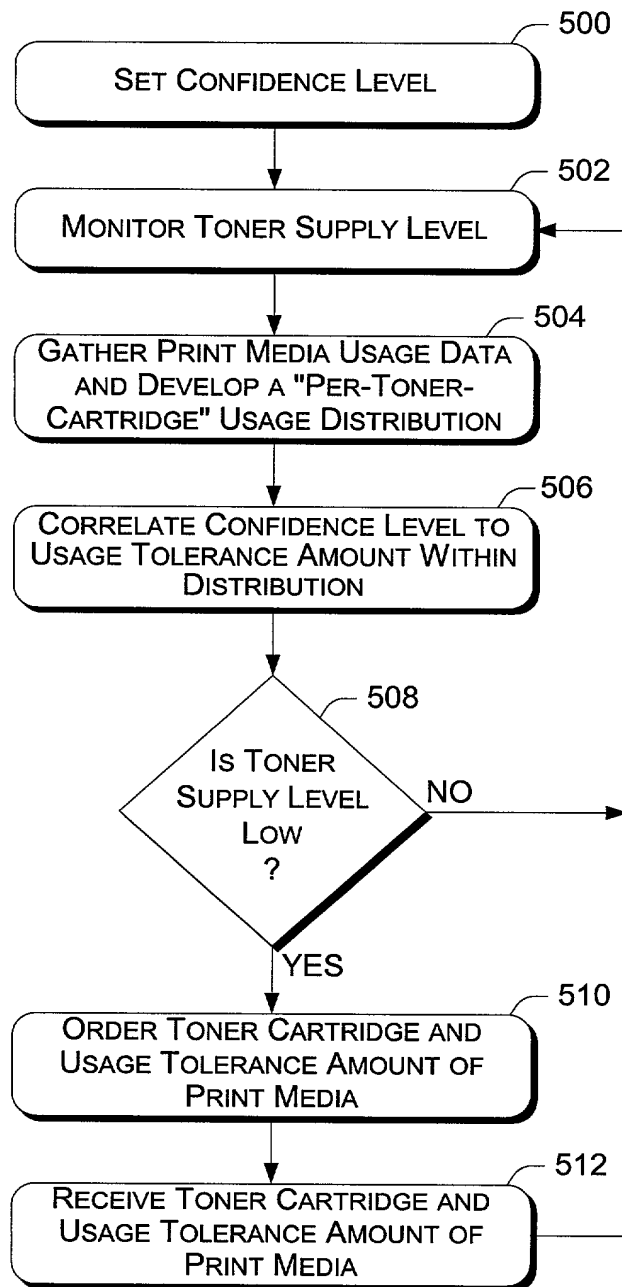 500
SET CONFIDENCE LEVEL
502
MONITOR TONER SUPPLY LEVEL
504
GATHER PRINT MEDIA USAGE DATA
AND DEVELOP A "PER-TONER-
CARTRIDGE" USAGE DISTRIBUTION
506
CORRELATE CONFIDENCE LEVEL TO
USAGE TOLERANCE AMOUNT WITHIN
DISTRIBUTION
508
IS TONER
SUPPLY LEVEL
LOW
?
NO
YES
510
ORDER TONER CARTRIDGE AND
USAGE TOLERANCE AMOUNT OF
PRINT MEDIA
512
RECEIVE TONER CARTRIDGE AND
USAGE TOLERANCE AMOUNT OF
PRINT MEDIA